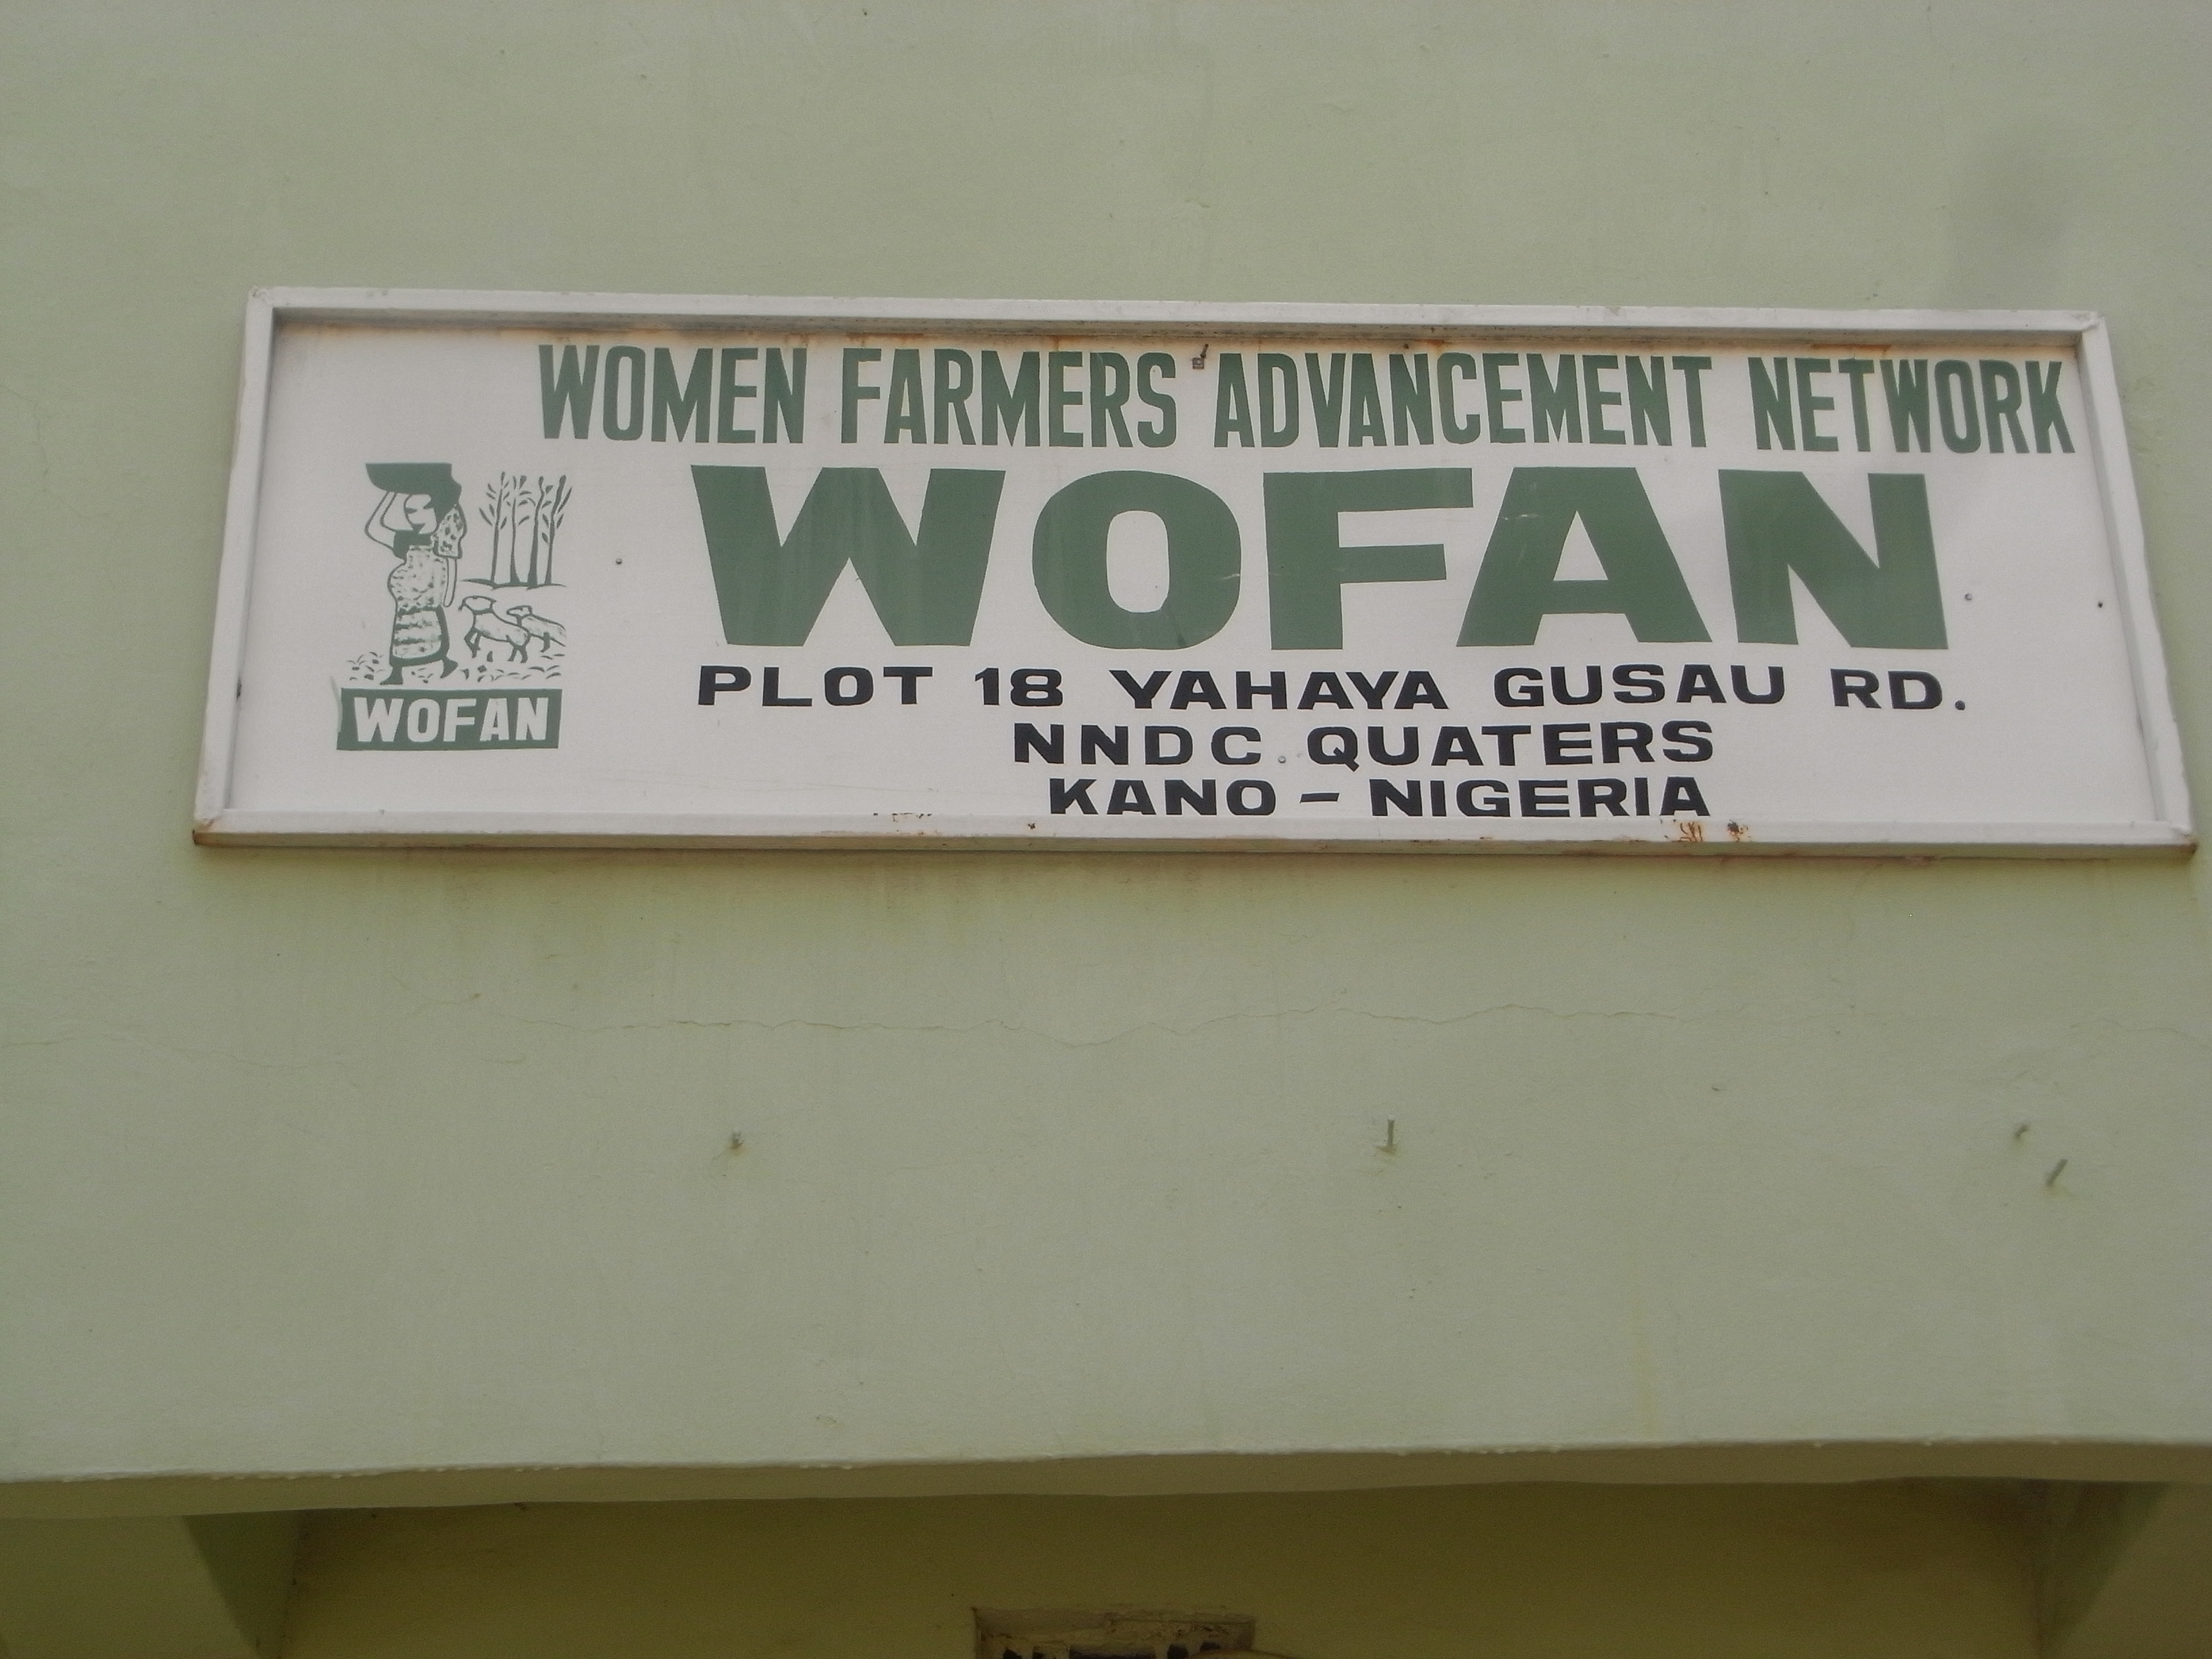 WOMEN FARMERS ADVANCEMENT NETWORK
WOFAN
PLOT 18 YAHAYA GUSAU RD.
NNDC QUATERS
KANO - NIGERIA
WOFAN